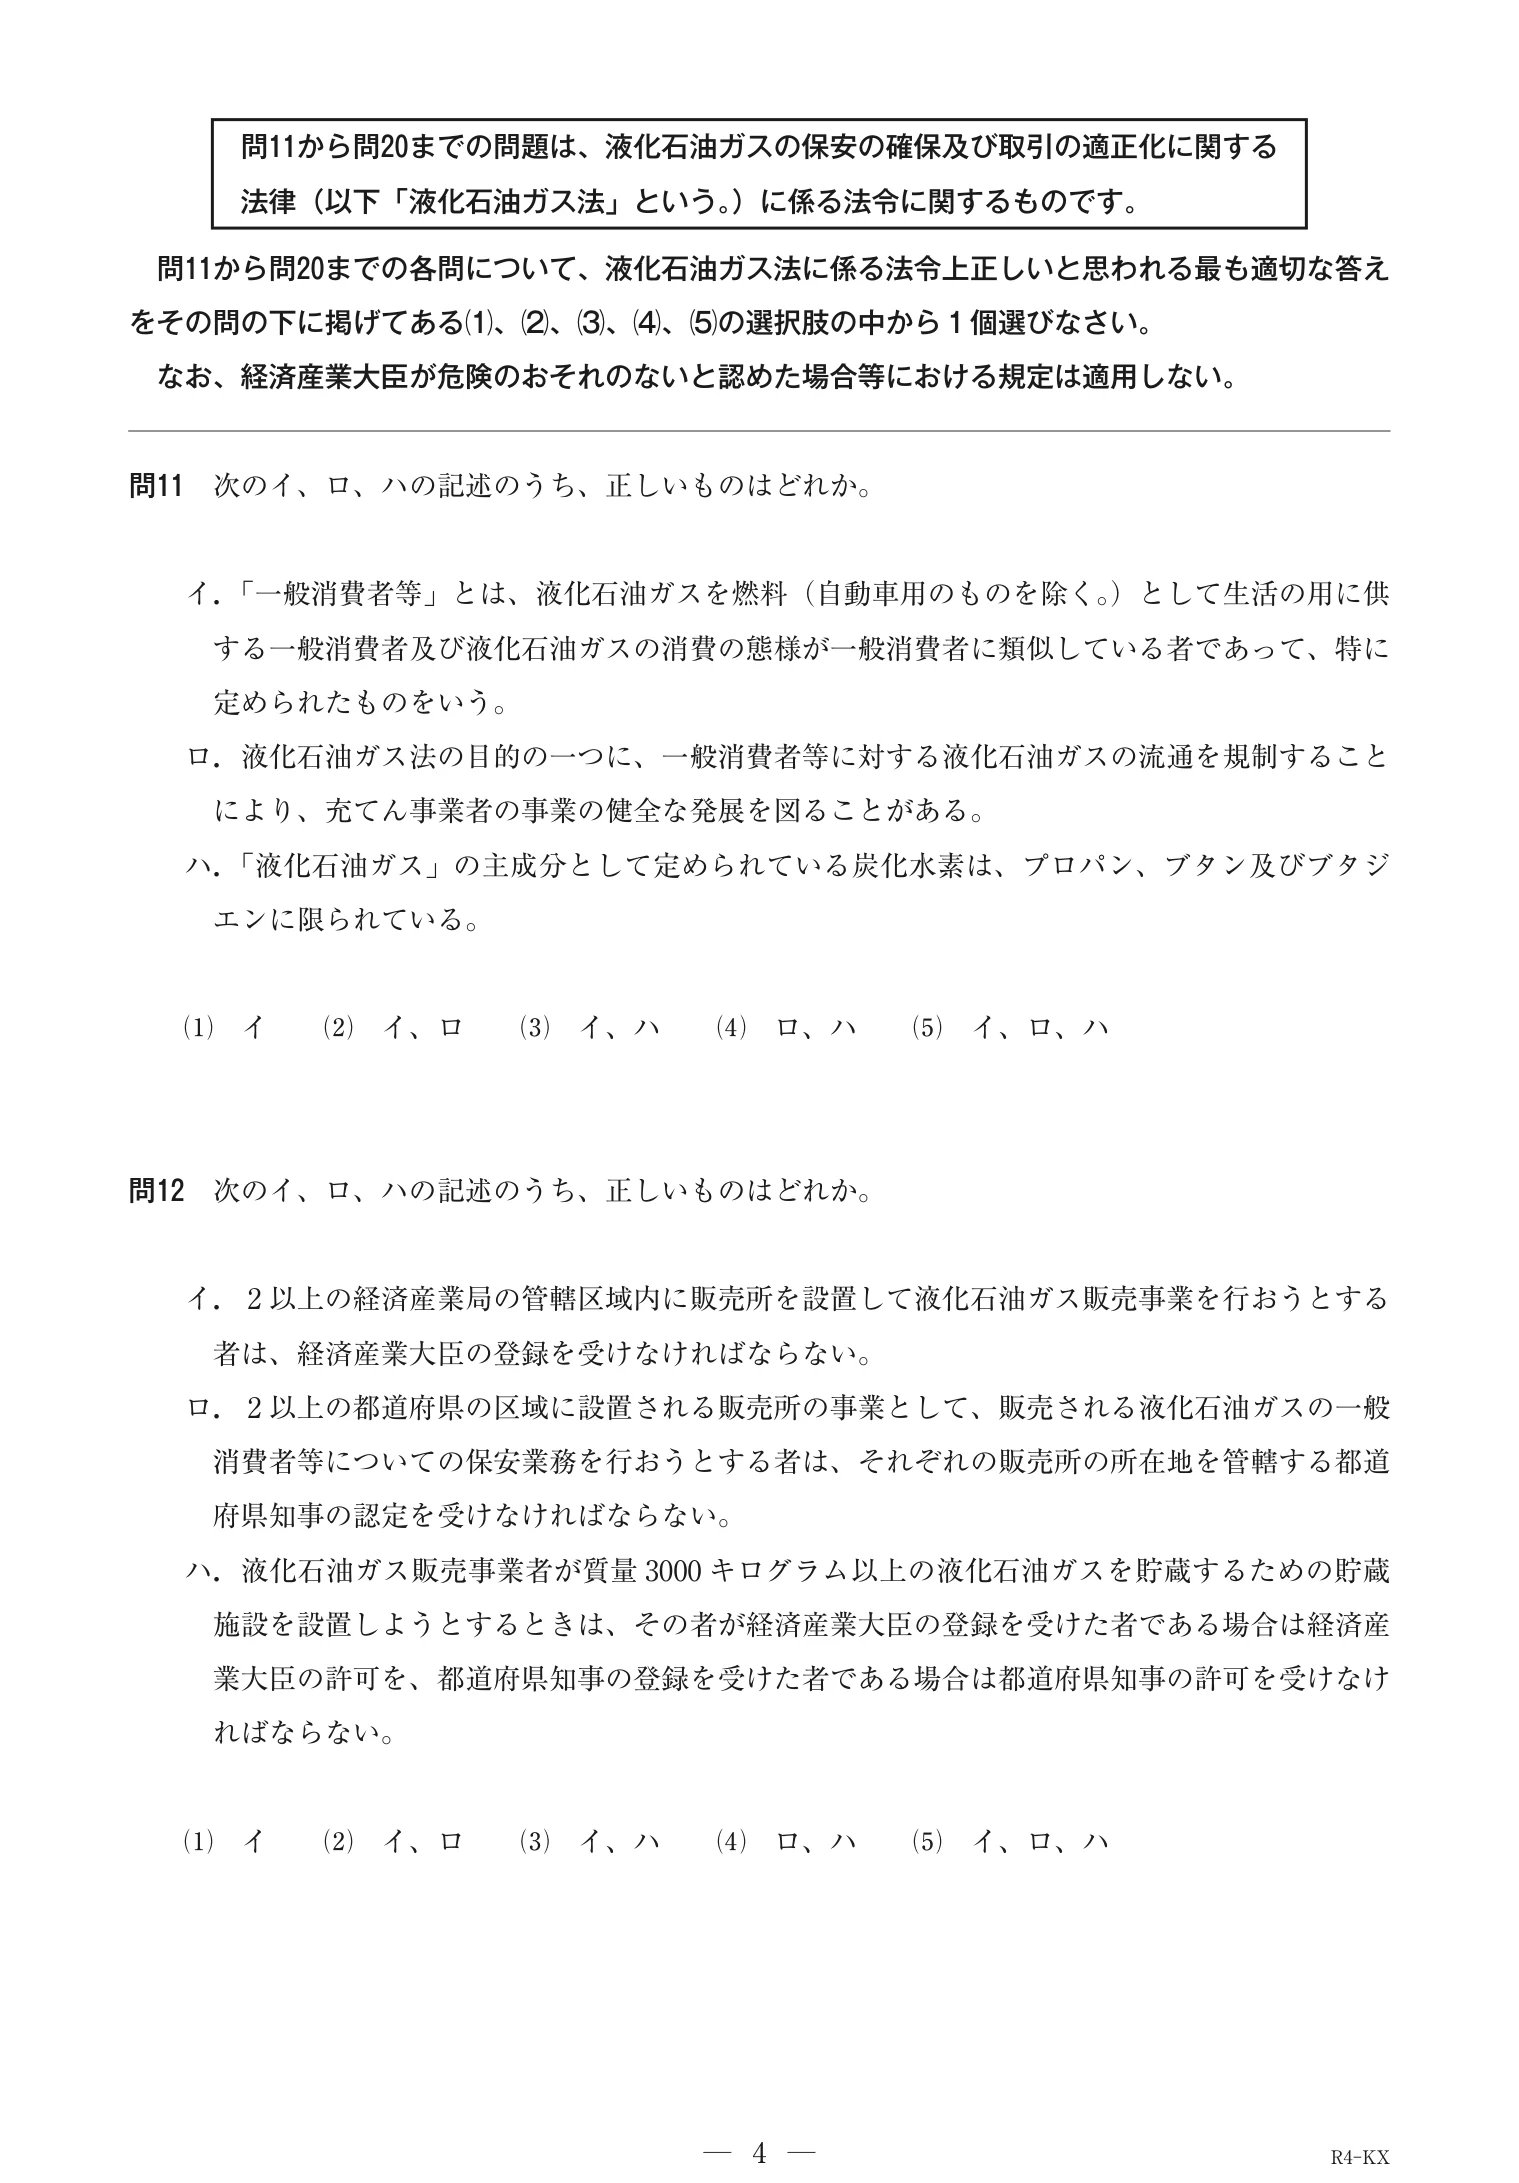 問11から問20までの問題は、液化石油ガスの保安の確保及び取引の適正化に関する
法律（以下「液化石油ガス法」という。）に係る法令に関するものです。
問11から問20までの各問について、液化石油ガス法に係る法令上正しいと思われる最も適切な答え
をその問の下に掲げてある⑴、⑵、⑶、⑷、⑸の選択肢の中から１個選びなさい。
なお、経済産業大臣が危険のおそれのないと認めた場合等における規定は適用しない。
問11　次のイ、ロ、ハの記述のうち、正しいものはどれか。
イ．「一般消費者等」とは、液化石油ガスを燃料（自動車用のものを除く。）として生活の用に供
する一般消費者及び液化石油ガスの消費の態様が一般消費者に類似している者であって、特に
定められたものをいう。
ロ．液化石油ガス法の目的の一つに、一般消費者等に対する液化石油ガスの流通を規制すること
により、充てん事業者の事業の健全な発展を図ることがある。
ハ．「液化石油ガス」の主成分として定められている炭化水素は、プロパン、ブタン及びブタジ
エンに限られている。
⑴　イ　　⑵　イ、ロ　　⑶　イ、ハ　　⑷　ロ、ハ　　⑸　イ、ロ、ハ
問12　次のイ、ロ、ハの記述のうち、正しいものはどれか。
イ．２以上の経済産業局の管轄区域内に販売所を設置して液化石油ガス販売事業を行おうとする
者は、経済産業大臣の登録を受けなければならない。
ロ．２以上の都道府県の区域に設置される販売所の事業として、販売される液化石油ガスの一般
消費者等についての保安業務を行おうとする者は、それぞれの販売所の所在地を管轄する都道
府県知事の認定を受けなければならない。
ハ．液化石油ガス販売事業者が質量 3000 キログラム以上の液化石油ガスを貯蔵するための貯蔵
施設を設置しようとするときは、その者が経済産業大臣の登録を受けた者である場合は経済産
業大臣の許可を、都道府県知事の登録を受けた者である場合は都道府県知事の許可を受けなけ
ればならない。
⑴　イ　　⑵　イ、ロ　　⑶　イ、ハ　　⑷　ロ、ハ　　⑸　イ、ロ、ハ
— 4 —
R4-KX